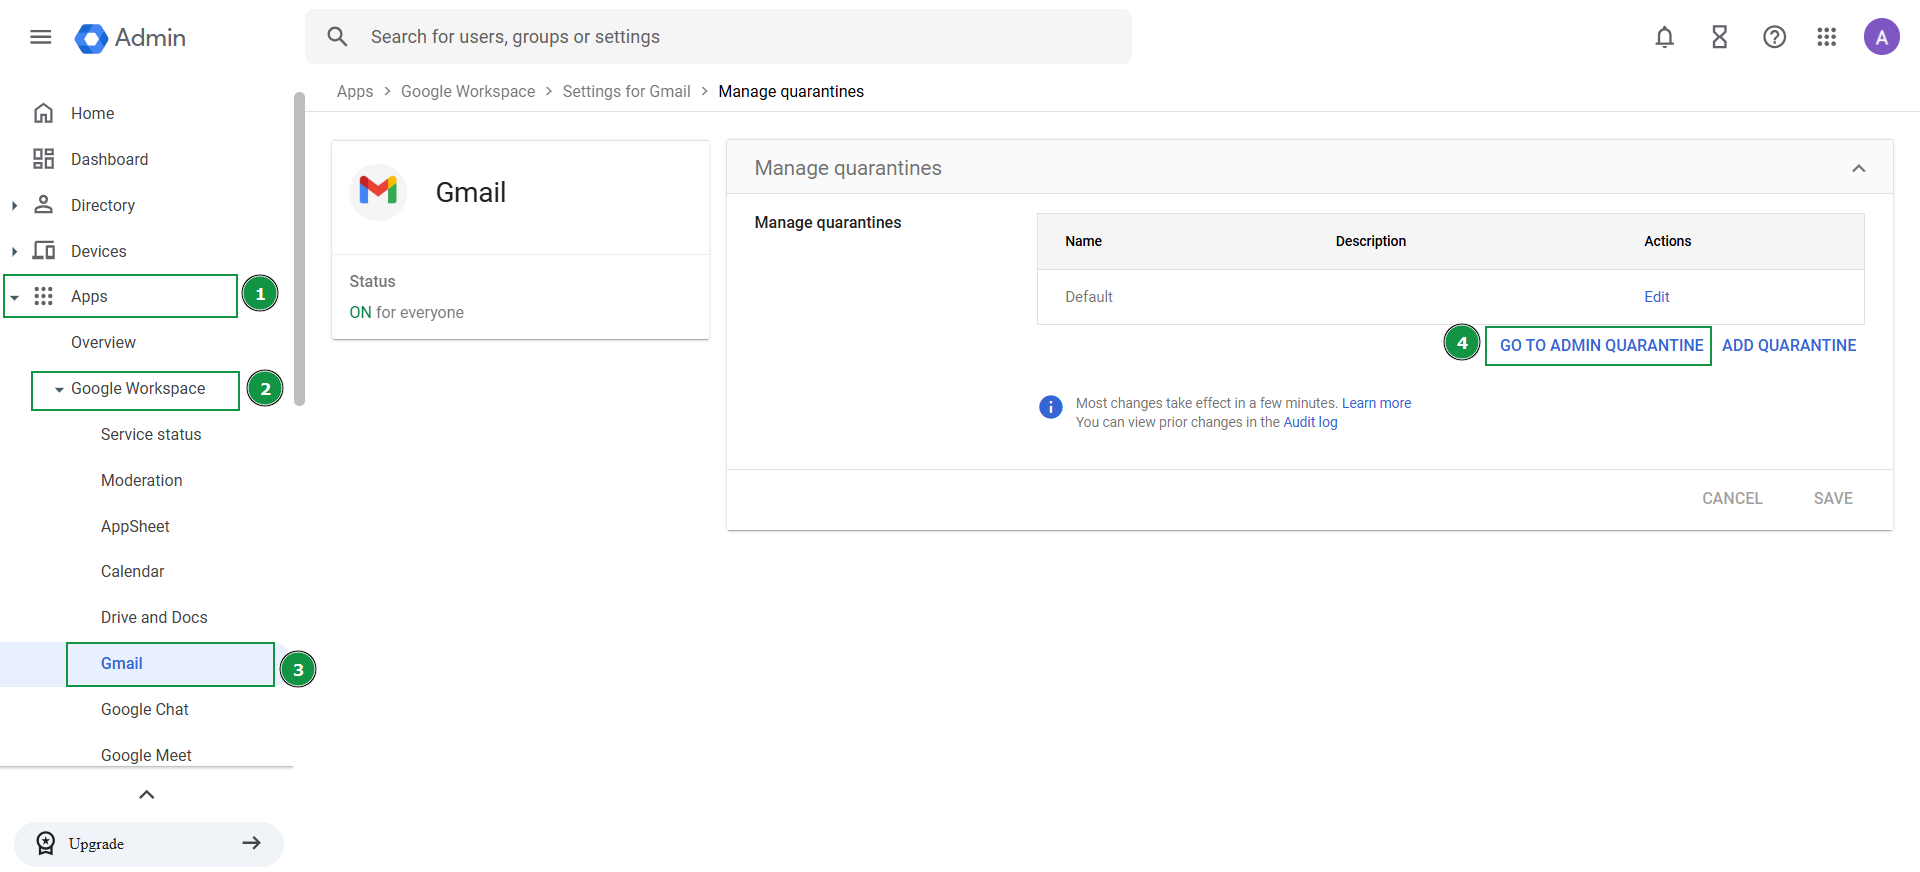 Admin
Search for users, groups or settings
A
Apps > Google Workspace > Settings for Gmail > Manage quarantines
Home
Dashboard
Directory
Devices
Apps
1
Overview
Google Workspace
2
Service status
Moderation
AppSheet
Calendar
Drive and Docs
Gmail
3
Google Chat
Google Meet
Upgrade
Gmail
Status
ON for everyone
Manage quarantines
Manage quarantines
Name Description Actions
Default Edit
4 GO TO ADMIN QUARANTINE ADD QUARANTINE
Most changes take effect in a few minutes. Learn more
You can view prior changes in the Audit log
CANCEL SAVE